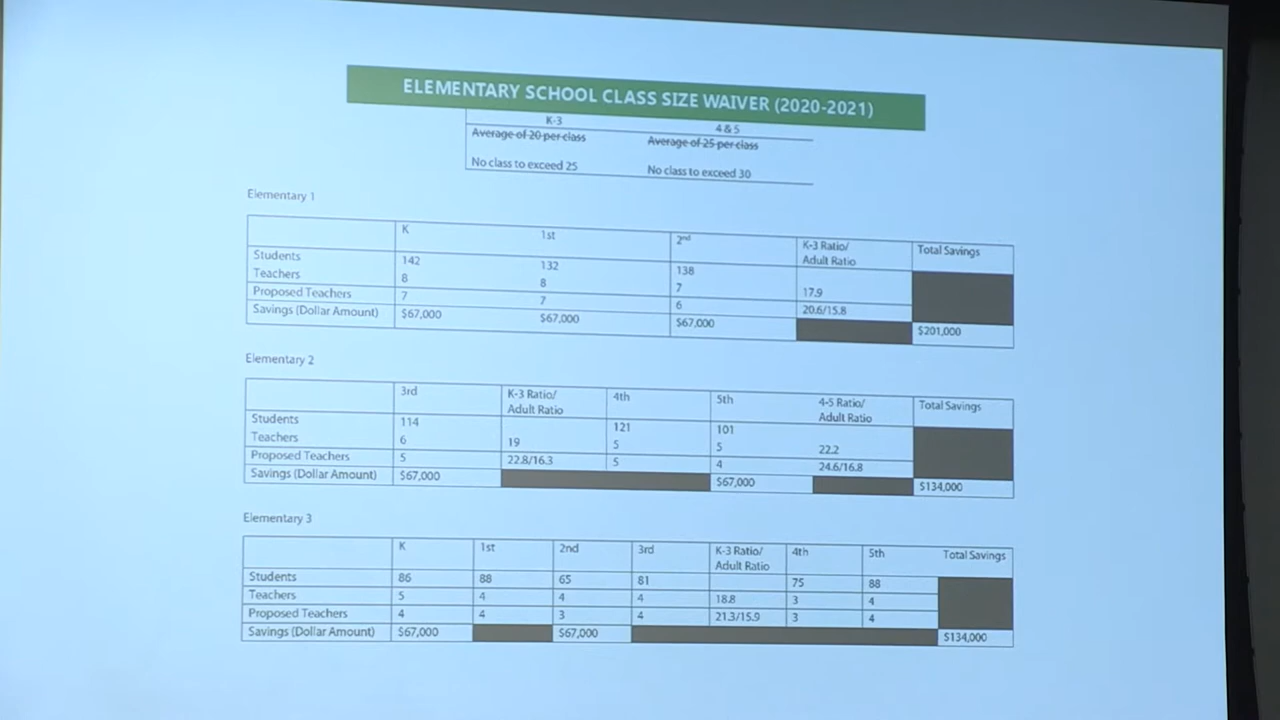 ELEMENTARY SCHOOL CLASS SIZE WAIVER (2020-2021)
K-3 4 & 5
Average of 20 per class Average of 25 per class
No class to exceed 25 No class to exceed 30
Elementary 1
K 1st 2nd K-3 Ratio/ Adult Ratio Total Savings
Students 142 132 138
Teachers 8 8 7 17.9
Proposed Teachers 7 7 6 20.6/15.8
Savings (Dollar Amount) $67,000 $67,000 $67,000 $201,000
Elementary 2
3rd K-3 Ratio/ Adult Ratio 4th 5th 4-5 Ratio/ Adult Ratio Total Savings
Students 114 121 101
Teachers 6 19 5 5 22.2
Proposed Teachers 5 22.8/16.3 5 4 24.6/16.8
Savings (Dollar Amount) $67,000 $67,000 $134,000
Elementary 3
K 1st 2nd 3rd K-3 Ratio/ Adult Ratio 4th 5th Total Savings
Students 86 88 65 81 75 88
Teachers 5 4 4 4 18.8 3 4
Proposed Teachers 4 4 3 4 21.3/15.9 3 4
Savings (Dollar Amount) $67,000 $67,000 $134,000